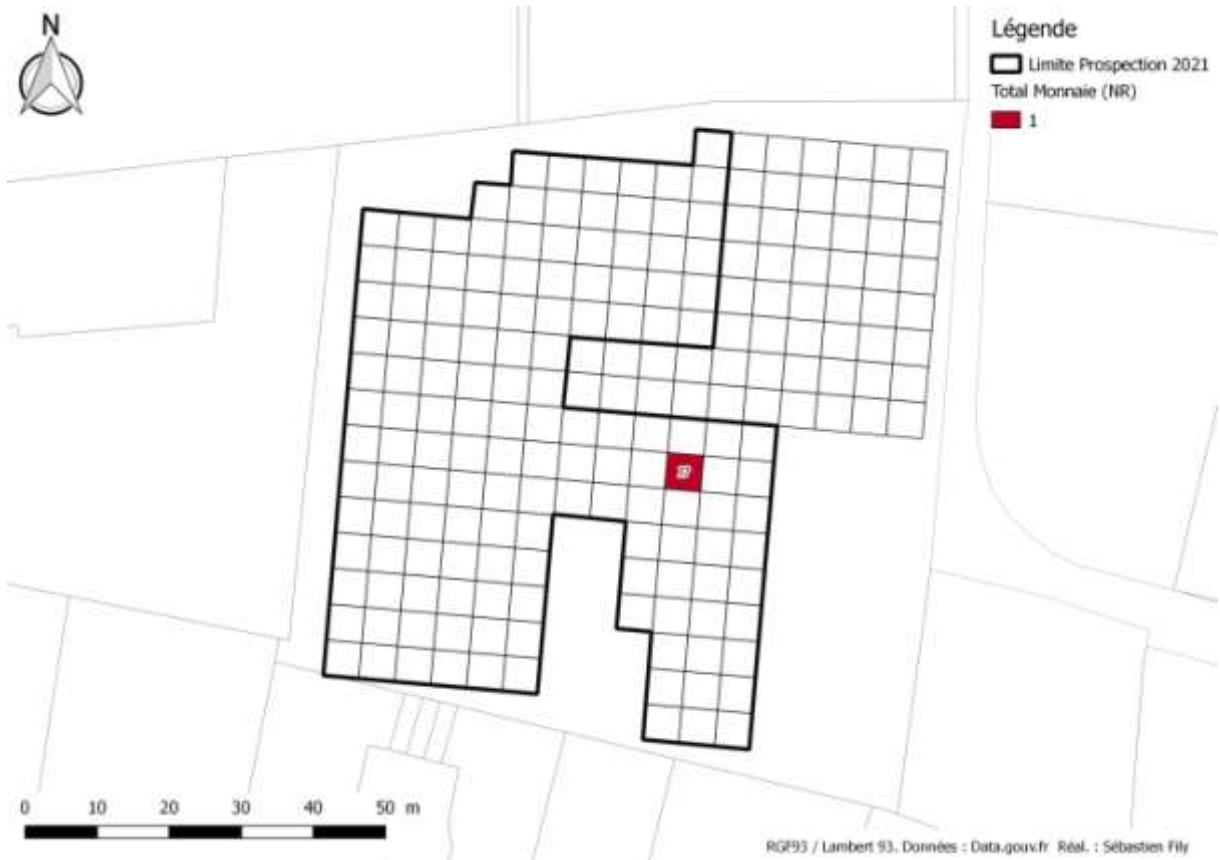 N
Légende
Limite Prospection 2021
Total Monnaie (NR)
1
0 10 20 30 40 50 m
RGF93 / Lambert 93. Données : Data.gouv.fr Réal. : Sébastien Fily